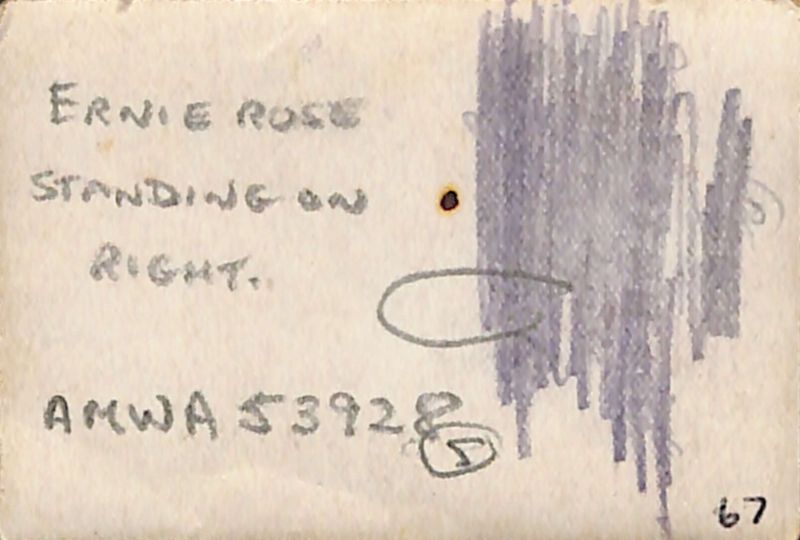 ERNIE ROSE
STANDING ON
RIGHT.
AMWA 53928
5
67